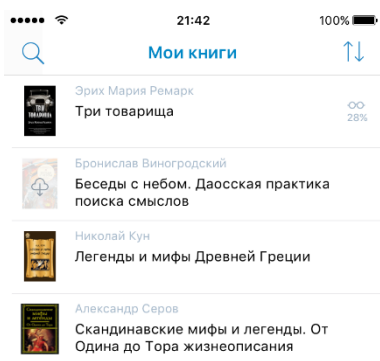 21:42
100%
Мои книги
Эрих Мария Ремарк
Три товарища
28%
Бронислав Виногродский
Беседы с небом. Даосская практика
поиска смыслов
Николай Кун
Легенды и мифы Древней Греции
Александр Серов
Скандинавские мифы и легенды. От
Одина до Тора жизнеописания